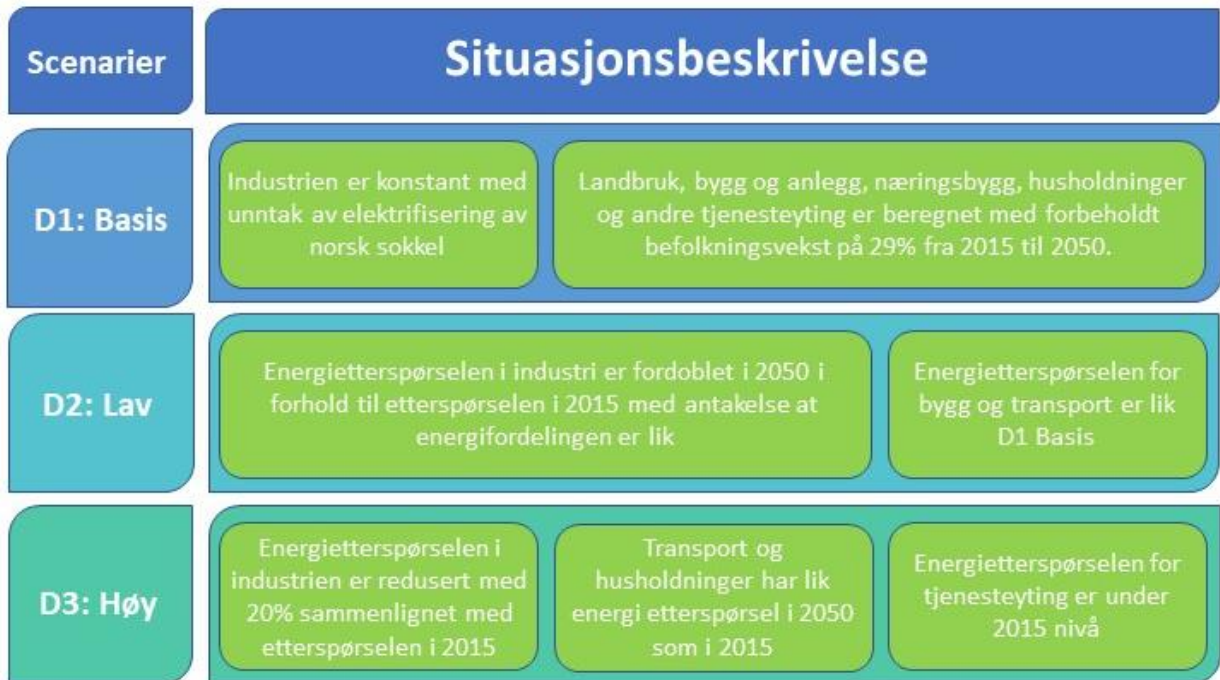 Scenarier
Situasjonsbeskrivelse
D1: Basis
Industrien er konstant med
unntak av elektrifisering av
norsk sokkel
Landbruk, bygg og anlegg, næringsbygg, husholdninger
og andre tjenesteyting er beregnet med forbeholdt
befolkningsvekst på 29% fra 2015 til 2050.
D2: Lav
Energietterspørselen i industri er fordoblet i 2050 i
forhold til etterspørselen i 2015 med antakelse at
energifordelingen er lik
Energietterspørselen for
bygg og transport er lik
D1 Basis
D3: Høy
Energietterspørselen i
industrien er redusert med
20% sammenlignet med
etterspørselen i 2015
Transport og
husholdninger har lik
energi etterspørsel i 2050
som i 2015
Energietterspørselen for
tjenesteyting er under
2015 nivå